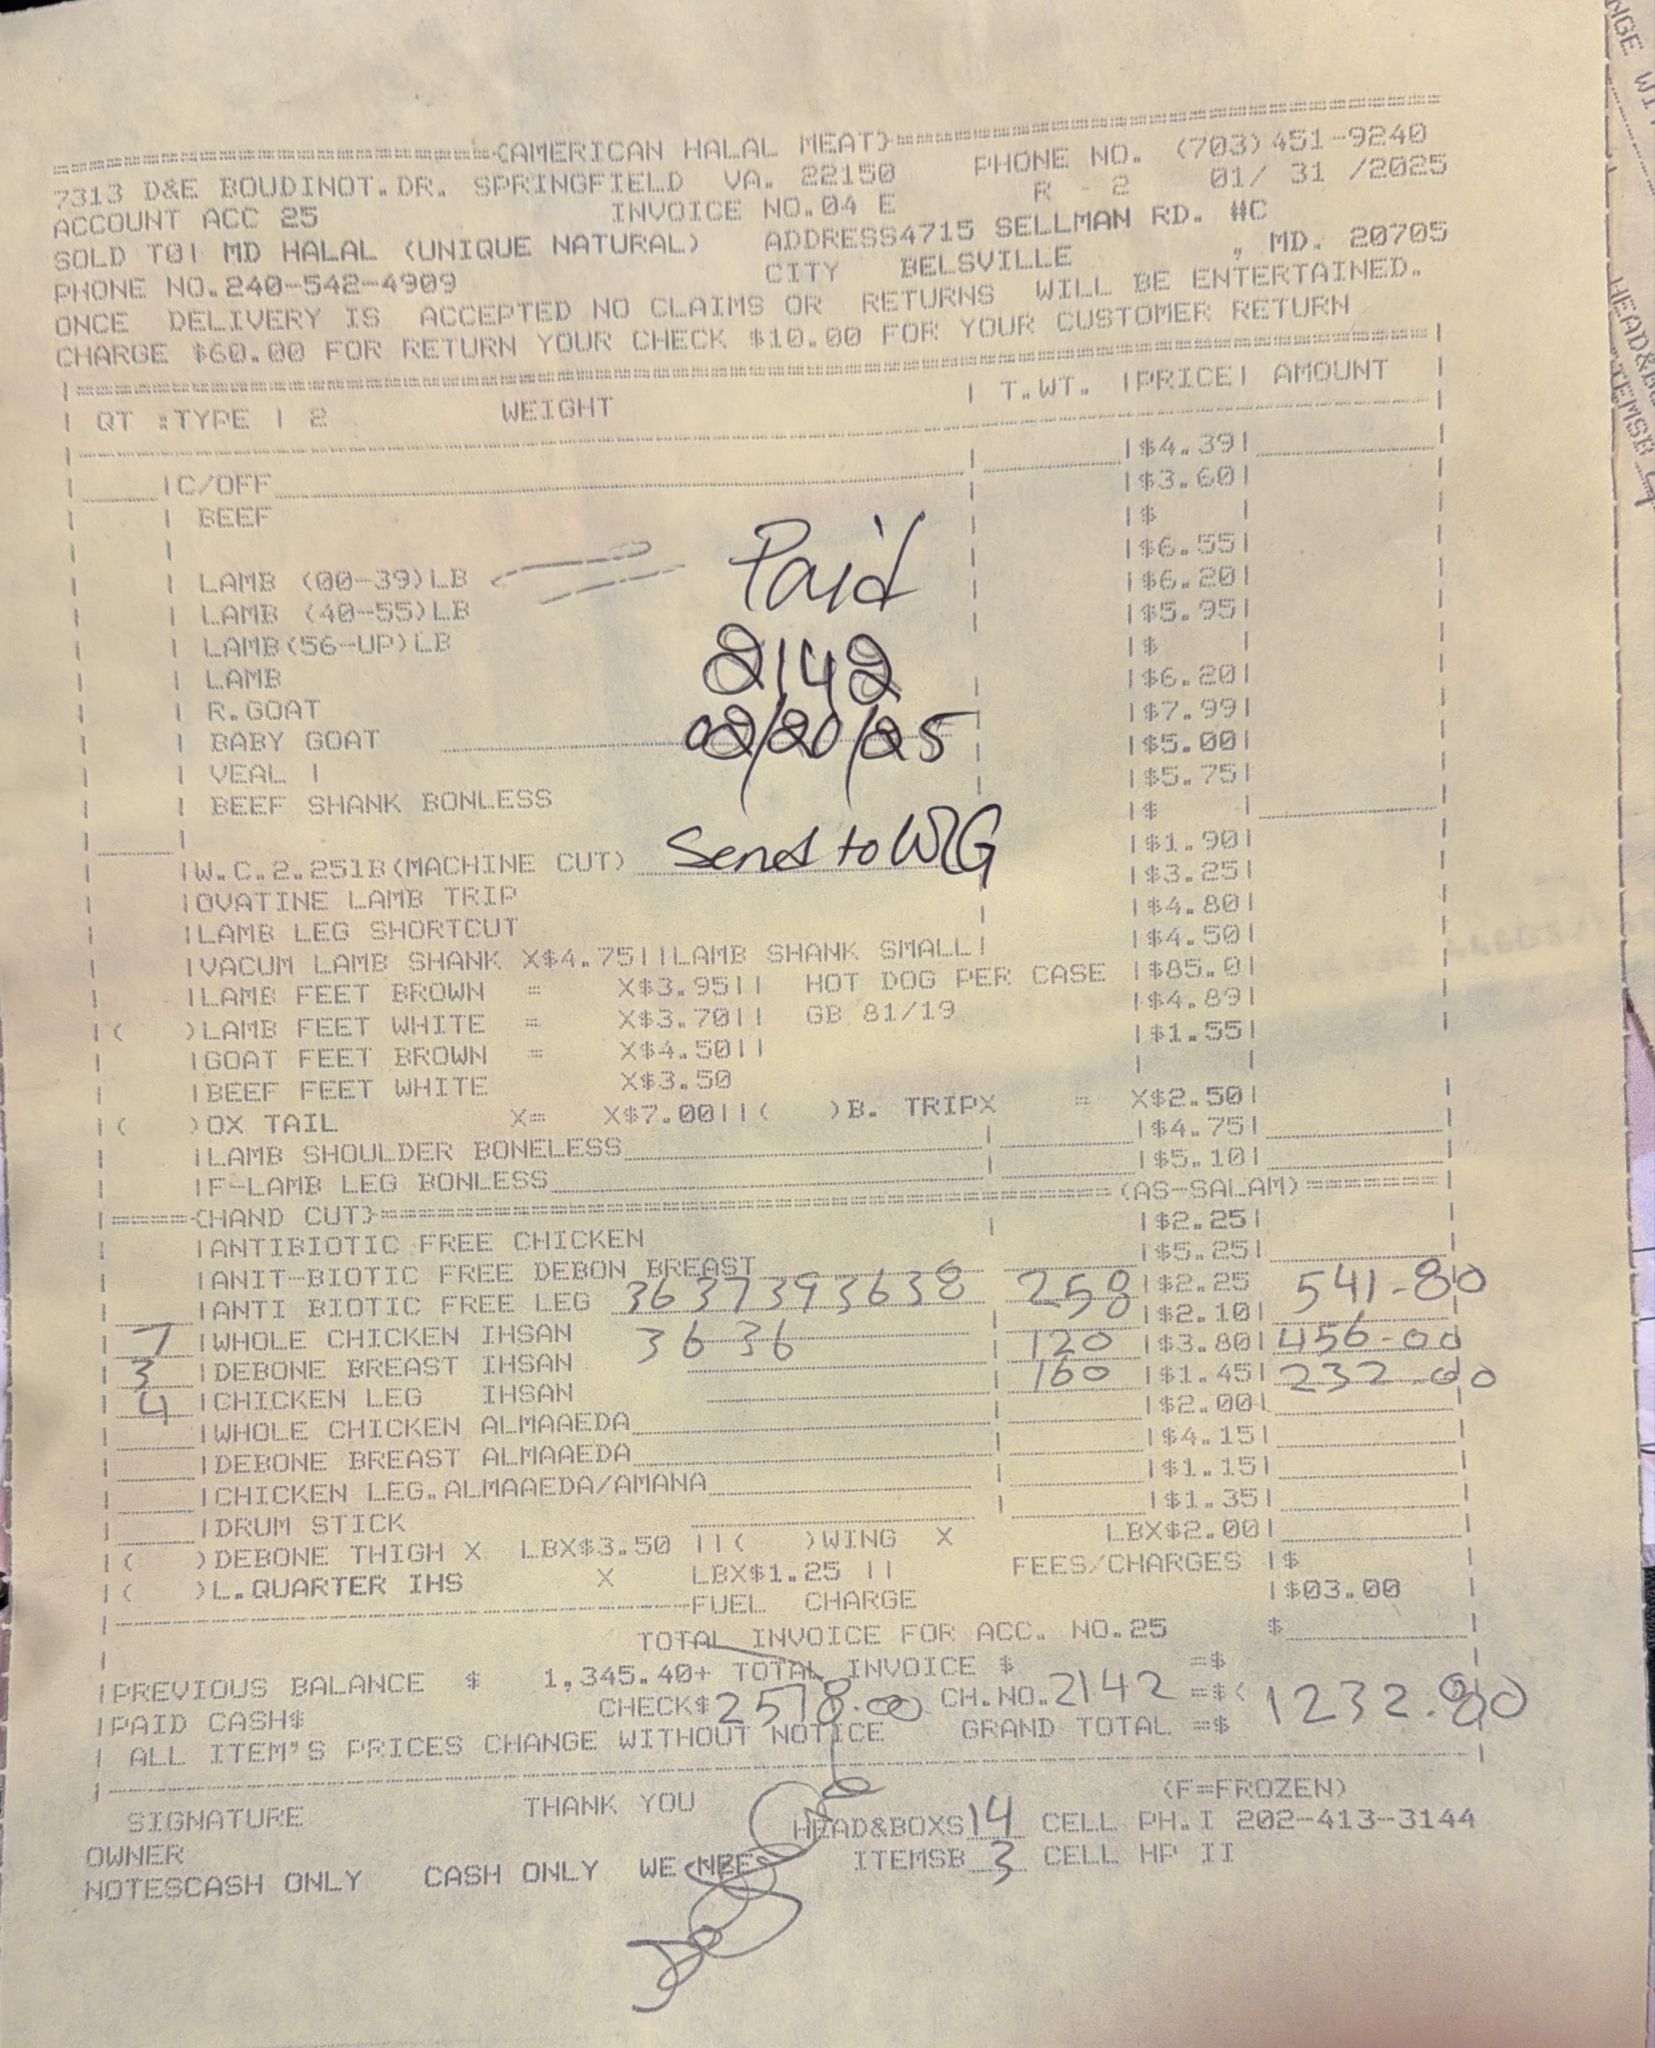 ===={AMERICAN HALAL MEAT}====
7313 D&E BOUDINOT.DR. SPRINGFIELD VA. 22150 PHONE NO. (703)451-9240
ACCOUNT ACC 25 INVOICE NO.04 E R - 2 01/ 31 /2025
SOLD TO| MD HALAL (UNIQUE NATURAL) ADDRESS4715 SELLMAN RD. #C
PHONE NO.240-542-4909 CITY BELSVILLE , MD. 20705
ONCE DELIVERY IS ACCEPTED NO CLAIMS OR RETURNS WILL BE ENTERTAINED.
CHARGE $60.00 FOR RETURN YOUR CHECK $10.00 FOR YOUR CUSTOMER RETURN
| QT :TYPE | 2 WEIGHT | T.WT. |PRICE| AMOUNT |
|C/OFF |$4.39|
| BEEF |$3.60|
| |$ |
| LAMB (00-39)LB |$6.55|
| LAMB (40-55)LB |$6.20|
| LAMB(56-UP)LB |$5.95|
| LAMB |$ |
| R.GOAT |$6.20|
| BABY GOAT |$7.99|
| VEAL | |$5.00|
| BEEF SHANK BONLESS |$5.75|
| |$ |
Paid
2142
02/20/25
Send to WG
|W.C.2.25lB(MACHINE CUT) |$1.90|
|OVATINE LAMB TRIP |$3.25|
|LAMB LEG SHORTCUT |$4.80|
|VACUM LAMB SHANK X$4.75||LAMB SHANK SMALL| |$4.50|
|LAMB FEET BROWN = X$3.95|| HOT DOG PER CASE |$85.0|
|( )LAMB FEET WHITE = X$3.70|| GB 81/19 |$4.89|
|GOAT FEET BROWN = X$4.50|| |$1.55|
|BEEF FEET WHITE X$3.50 | |
|( )OX TAIL X= X$7.00||( )B. TRIPX = X$2.50|
|LAMB SHOULDER BONELESS |$4.75|
|F-LAMB LEG BONLESS |$5.10|
|===={HAND CUT}====(AS-SALAM)====
|ANTIBIOTIC FREE CHICKEN |$2.25|
|ANIT-BIOTIC FREE DEBON BREAST |$5.25|
|ANTI BIOTIC FREE LEG |$2.25
7 |WHOLE CHICKEN IHSAN 36 37 39 36 38 258 |$2.10| 541-80
3 |DEBONE BREAST IHSAN 36 36 120 |$3.80| 456-00
4 |CHICKEN LEG IHSAN 160 |$1.45| 232.00
|WHOLE CHICKEN ALMAAEDA |$2.00|
|DEBONE BREAST ALMAAEDA |$4.15|
|CHICKEN LEG.ALMAAEDA/AMANA |$1.15|
|DRUM STICK |$1.35|
|( )DEBONE THIGH X LBX$3.50 ||( )WING X LBX$2.00|
|( )L.QUARTER IHS X LBX$1.25 || FEES/CHARGES |$
FUEL CHARGE |$03.00
TOTAL INVOICE FOR ACC. NO.25 $
|PREVIOUS BALANCE $ 1,345.40+ TOTAL INVOICE $ =$
|PAID CASH$ CHECK$2578.00 CH.NO.2142 =$< 1232.80
| ALL ITEM'S PRICES CHANGE WITHOUT NOTICE GRAND TOTAL =$
(F=FROZEN)
SIGNATURE THANK YOU HEAD&BOXS 14 CELL PH.I 202-413-3144
OWNER ITEMSB 3 CELL HP II
NOTESCASH ONLY CASH ONLY WE